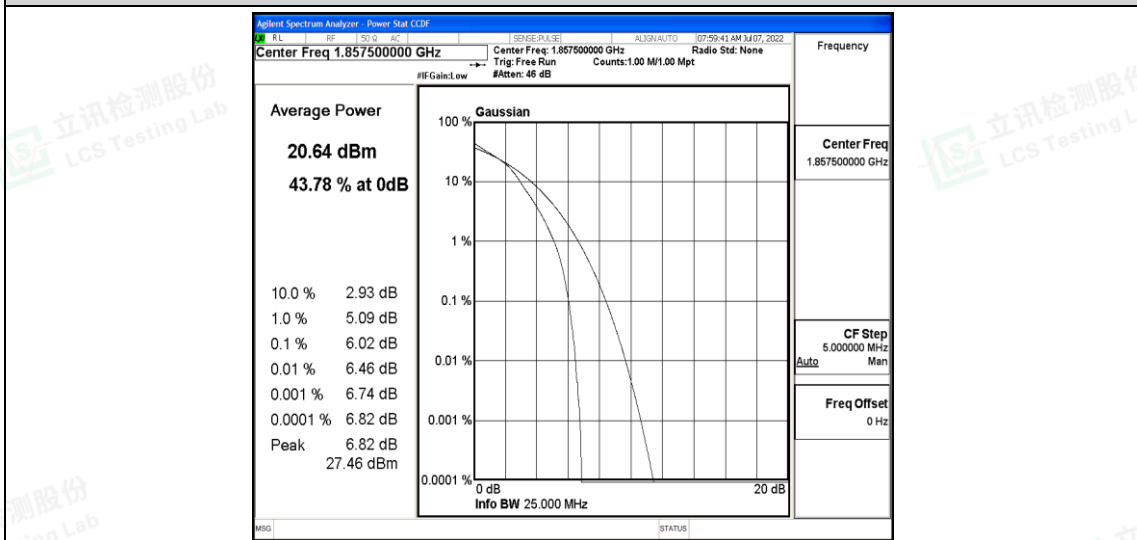 Agilent Spectrum Analyzer - Power Stat CCDF
RL RF 50 Ω AC SENSE:PULSE ALIGNAUTO 07:59:41 AM Jul 07, 2022
Center Freq 1.857500000 GHz
Center Freq: 1.857500000 GHz Radio Std: None
Trig: Free Run Counts:1.00 M/1.00 Mpt
#IFGain:Low #Atten: 46 dB
Frequency
Average Power
20.64 dBm
43.78 % at 0dB
10.0 % 2.93 dB
1.0 % 5.09 dB
0.1 % 6.02 dB
0.01 % 6.46 dB
0.001 % 6.74 dB
0.0001 % 6.82 dB
Peak 6.82 dB
27.46 dBm
Gaussian
100 %
10 %
1 %
0.1 %
0.01 %
0.001 %
0.0001 %
0 dB 20 dB
Info BW 25.000 MHz
Center Freq
1.857500000 GHz
CF Step
5.000000 MHz
Auto Man
Freq Offset
0 Hz
MSG STATUS
立讯检测股份
LCS Testing Lab
立讯检测股份
LCS Testing L
测股份
ing Lab